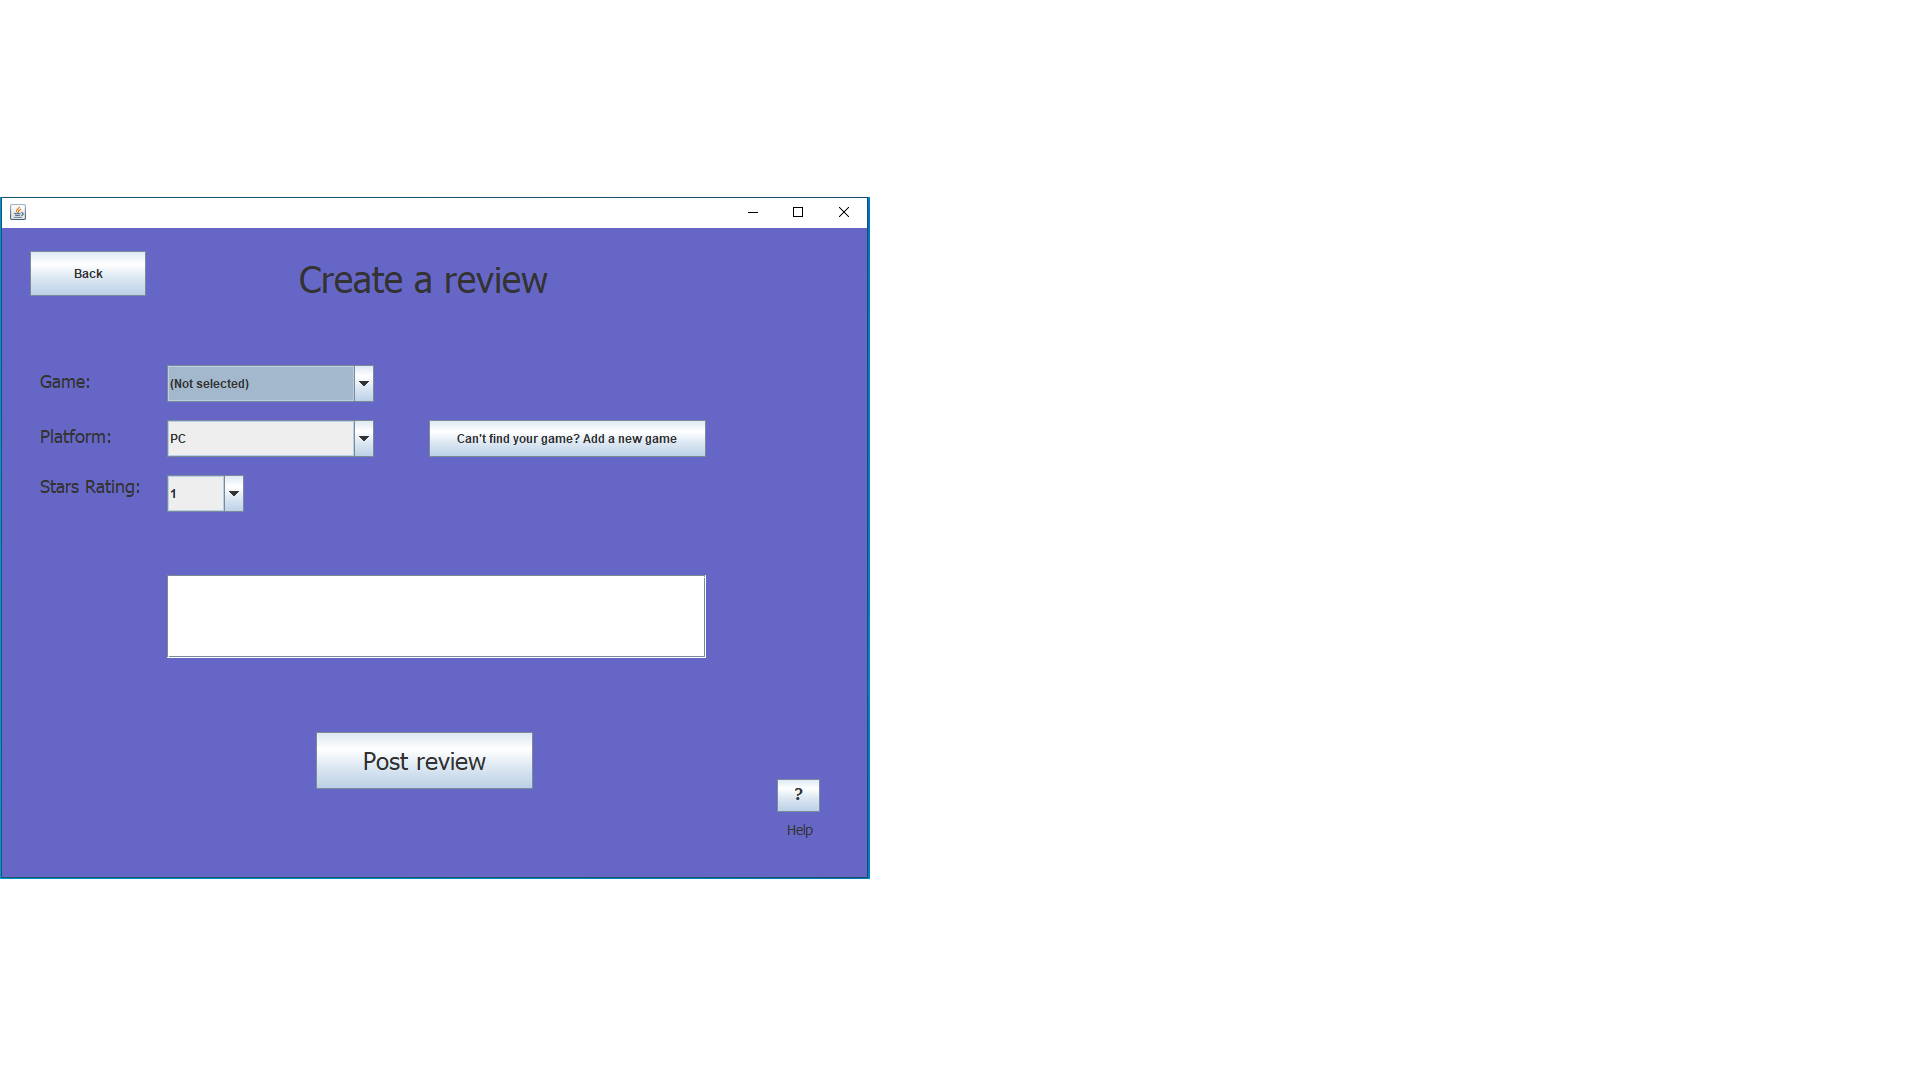 Back
Create a review
Game:
(Not selected)
Platform:
PC
Can't find your game? Add a new game
Stars Rating:
1
Post review
?
Help